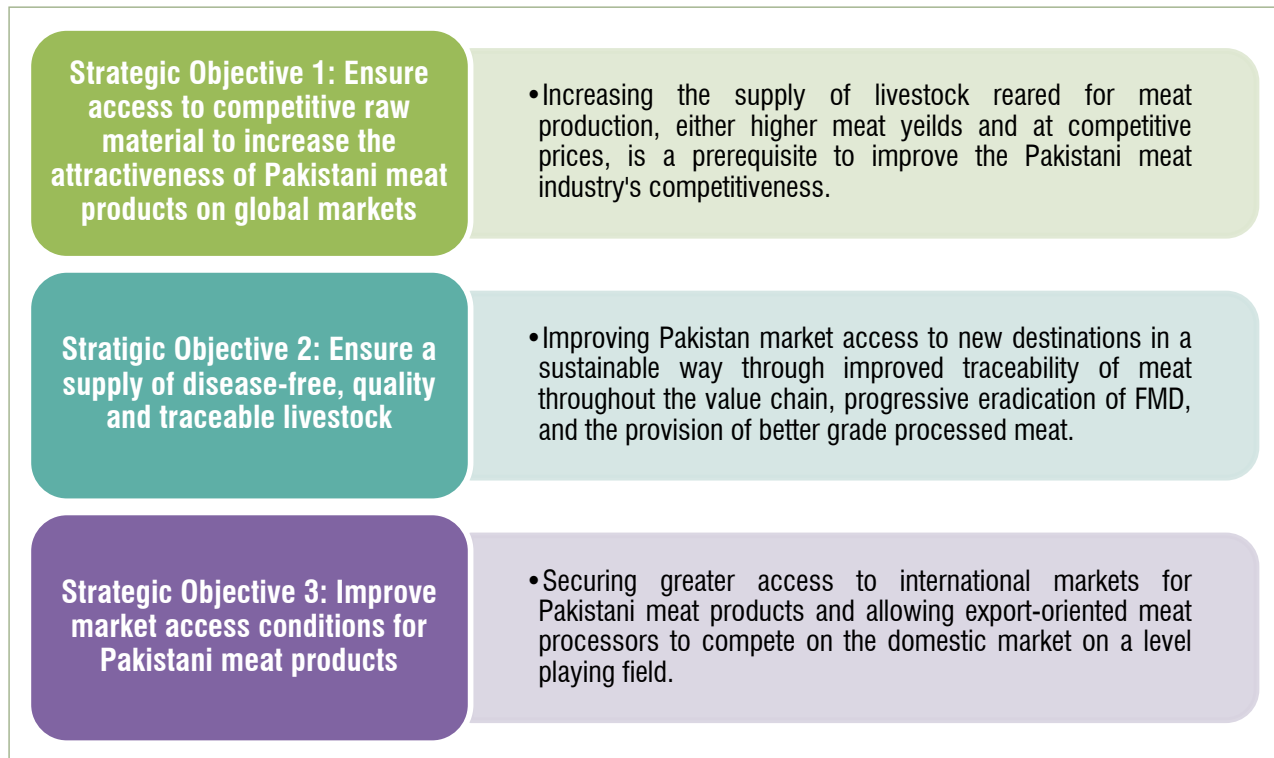 Strategic Objective 1: Ensure
access to competitive raw
material to increase the
attractiveness of Pakistani meat
products on global markets
•Increasing the supply of livestock reared for meat
production, either higher meat yeilds and at competitive
prices, is a prerequisite to improve the Pakistani meat
industry's competitiveness.
Stratigic Objective 2: Ensure a
supply of disease-free, quality
and traceable livestock
•Improving Pakistan market access to new destinations in a
sustainable way through improved traceability of meat
throughout the value chain, progressive eradication of FMD,
and the provision of better grade processed meat.
Strategic Objective 3: Improve
market access conditions for
Pakistani meat products
•Securing greater access to international markets for
Pakistani meat products and allowing export-oriented meat
processors to compete on the domestic market on a level
playing field.